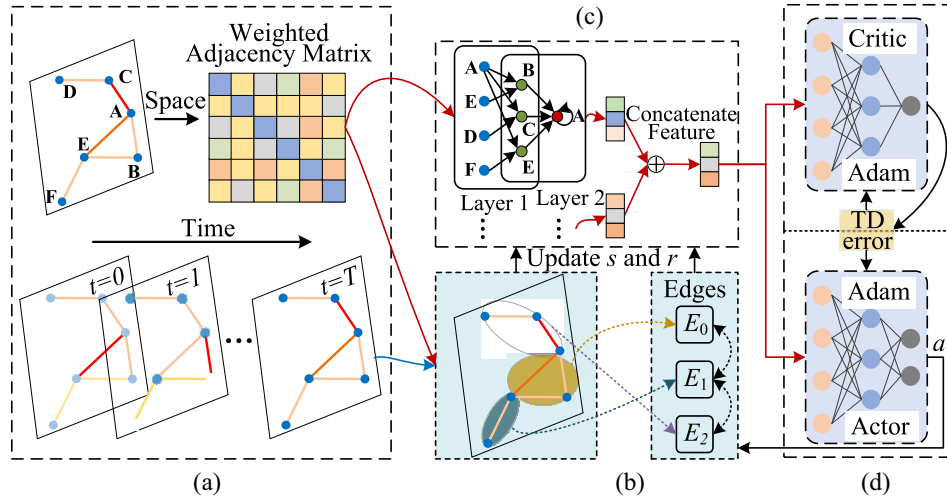 Weighted
Adjacency Matrix
D
C
A
E
B
F
Space
Time
t=0
t=1
t=T
(a)
(c)
A
E
D
F
B
C
E
A
Layer 1
Layer 2
Concatenate
Feature
Update s and r
Edges
E0
E1
E2
(b)
Critic
Adam
TD
error
Adam
Actor
a
(d)